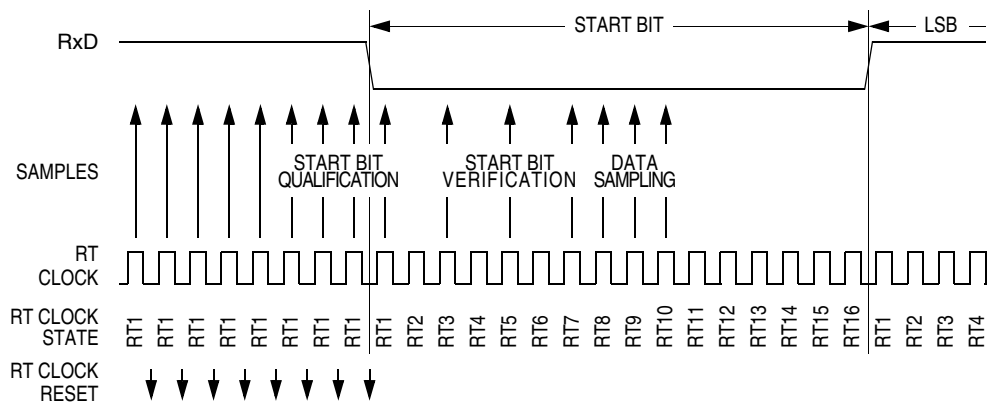 START BIT
LSB
RxD
SAMPLES
START BIT
QUALIFICATION
START BIT
VERIFICATION
DATA
SAMPLING
RT
CLOCK
RT CLOCK
STATE
RT1 RT1 RT1 RT1 RT1 RT1 RT1 RT1 RT1 RT2 RT3 RT4 RT5 RT6 RT7 RT8 RT9 RT10 RT11 RT12 RT13 RT14 RT15 RT16 RT1 RT2 RT3 RT4
RT CLOCK
RESET